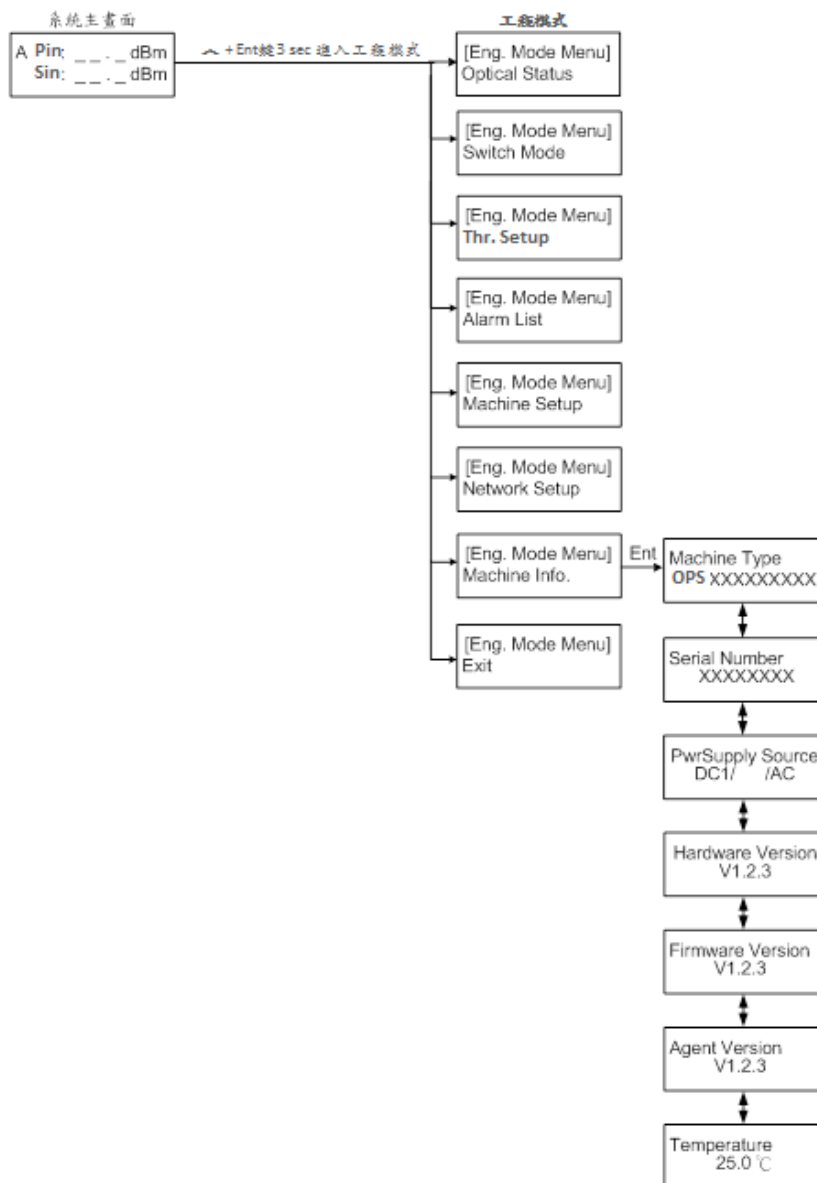 系統主畫面
A Pin: _ _ . _ dBm
Sin: _ _ . _ dBm
︿ +Ent鍵3 sec 進入工程模式
工程模式
[Eng. Mode Menu]
Optical Status
[Eng. Mode Menu]
Switch Mode
[Eng. Mode Menu]
Thr. Setup
[Eng. Mode Menu]
Alarm List
[Eng. Mode Menu]
Machine Setup
[Eng. Mode Menu]
Network Setup
[Eng. Mode Menu]
Machine Info.
Ent
[Eng. Mode Menu]
Exit
Machine Type
OPS XXXXXXXXX
Serial Number
XXXXXXXX
PwrSupply Source
DC1/ /AC
Hardware Version
V1.2.3
Firmware Version
V1.2.3
Agent Version
V1.2.3
Temperature
25.0 ℃